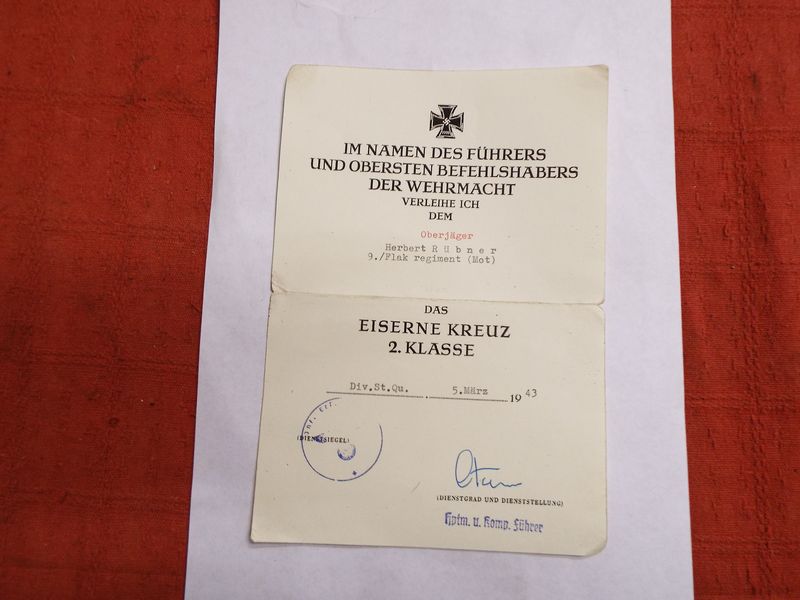 IM NAMEN DES FÜHRERS
UND OBERSTEN BEFEHLSHABERS
DER WEHRMACHT
VERLEIHE ICH
DEM
Oberjäger
Herbert R ü b n e r
9./Flak regiment (Mot)
DAS
EISERNE KREUZ
2. KLASSE
Div.St.Qu. 5.März 1943
(DIENSTSIEGEL)
(DIENSTGRAD UND DIENSTSTELLUNG)
Hptm. u. Komp. Führer